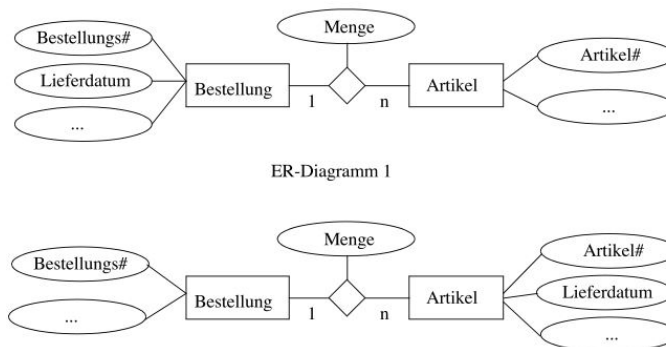 Menge
Bestellungs#
Artikel#
Lieferdatum
Bestellung
Artikel
1
n
...
...
ER-Diagramm 1
Menge
Artikel#
Bestellungs#
Lieferdatum
Bestellung
Artikel
1
n
...
...